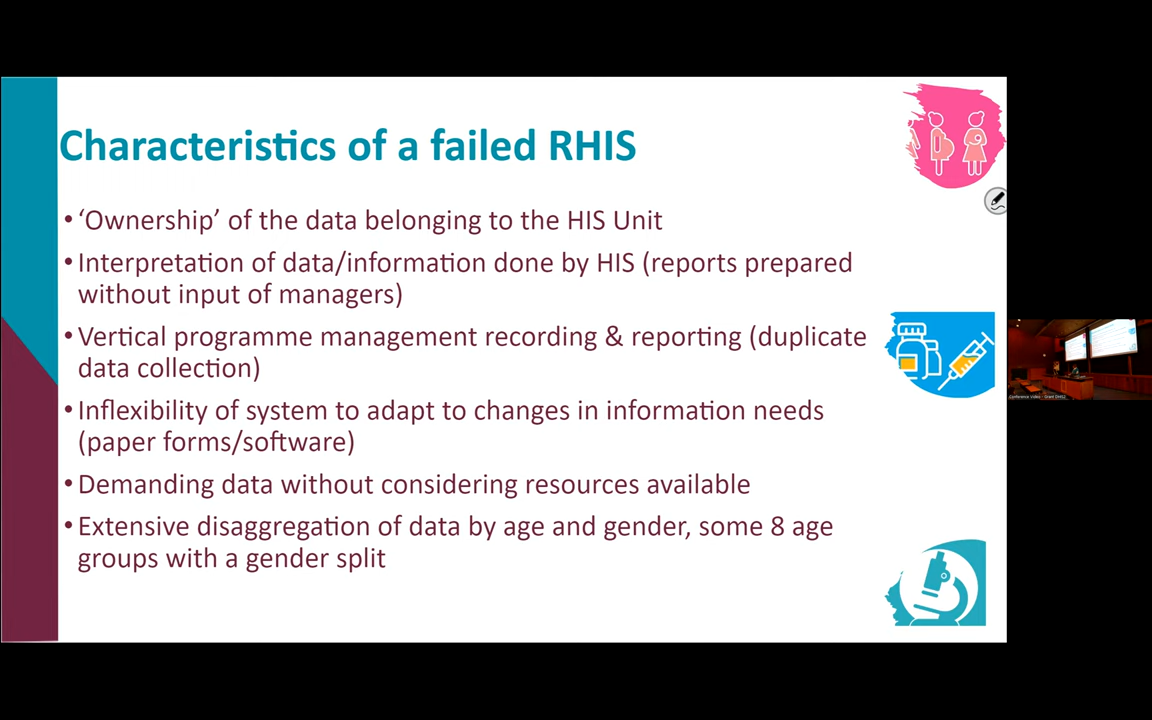 Characteristics of a failed RHIS
• ‘Ownership’ of the data belonging to the HIS Unit
• Interpretation of data/information done by HIS (reports prepared
without input of managers)
• Vertical programme management recording & reporting (duplicate
data collection)
• Inflexibility of system to adapt to changes in information needs
(paper forms/software)
• Demanding data without considering resources available
• Extensive disaggregation of data by age and gender, some 8 age
groups with a gender split